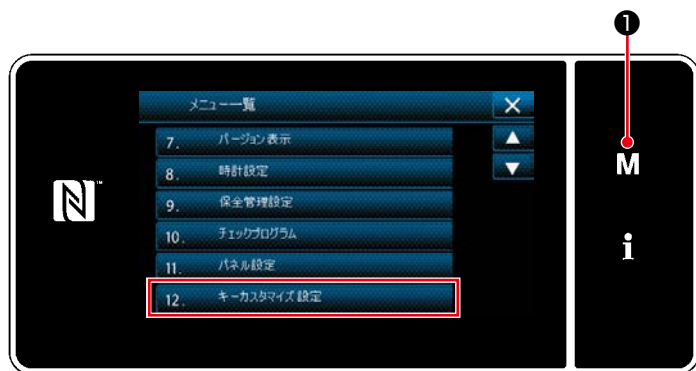 ❶
メニュー一覧
7. バージョン表示
8. 時計設定
9. 保全管理設定
10. チェックプログラム
11. パネル設定
12. キーカスタマイズ設定
M
i